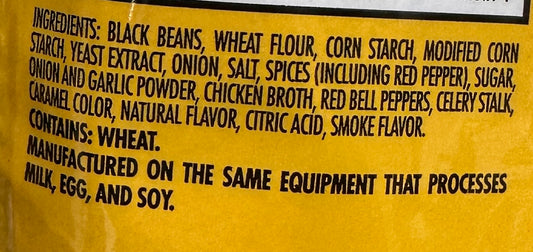 INGREDIENTS: BLACK BEANS, WHEAT FLOUR, CORN STARCH, MODIFIED CORN
STARCH, YEAST EXTRACT, ONION, SALT, SPICES (INCLUDING RED PEPPER), SUGAR,
ONION AND GARLIC POWDER, CHICKEN BROTH, RED BELL PEPPERS, CELERY STALK,
CARAMEL COLOR, NATURAL FLAVOR, CITRIC ACID, SMOKE FLAVOR.
CONTAINS: WHEAT.
MANUFACTURED ON THE SAME EQUIPMENT THAT PROCESSES
MILK, EGG, AND SOY.